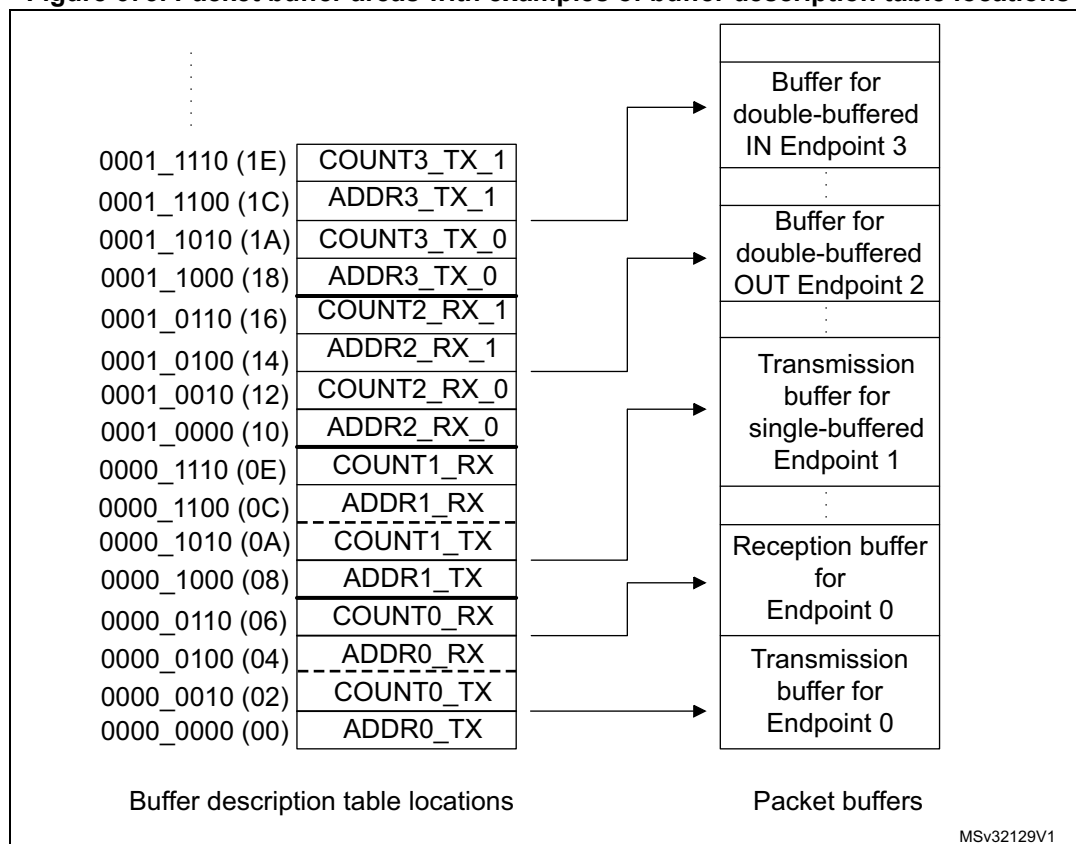 Figure Packet buffer areas with examples of buffer description table locations
0001_1110 (1E) COUNT3_TX_1
0001_1100 (1C) ADDR3_TX_1
0001_1010 (1A) COUNT3_TX_0
0001_1000 (18) ADDR3_TX_0
0001_0110 (16) COUNT2_RX_1
0001_0100 (14) ADDR2_RX_1
0001_0010 (12) COUNT2_RX_0
0001_0000 (10) ADDR2_RX_0
0000_1110 (0E) COUNT1_RX
0000_1100 (0C) ADDR1_RX
0000_1010 (0A) COUNT1_TX
0000_1000 (08) ADDR1_TX
0000_0110 (06) COUNT0_RX
0000_0100 (04) ADDR0_RX
0000_0010 (02) COUNT0_TX
0000_0000 (00) ADDR0_TX
Buffer description table locations
Buffer for
double-buffered
IN Endpoint 3
Buffer for
double-buffered
OUT Endpoint 2
Transmission
buffer for
single-buffered
Endpoint 1
Reception buffer
for
Endpoint 0
Transmission
buffer for
Endpoint 0
Packet buffers
MSv32129V1